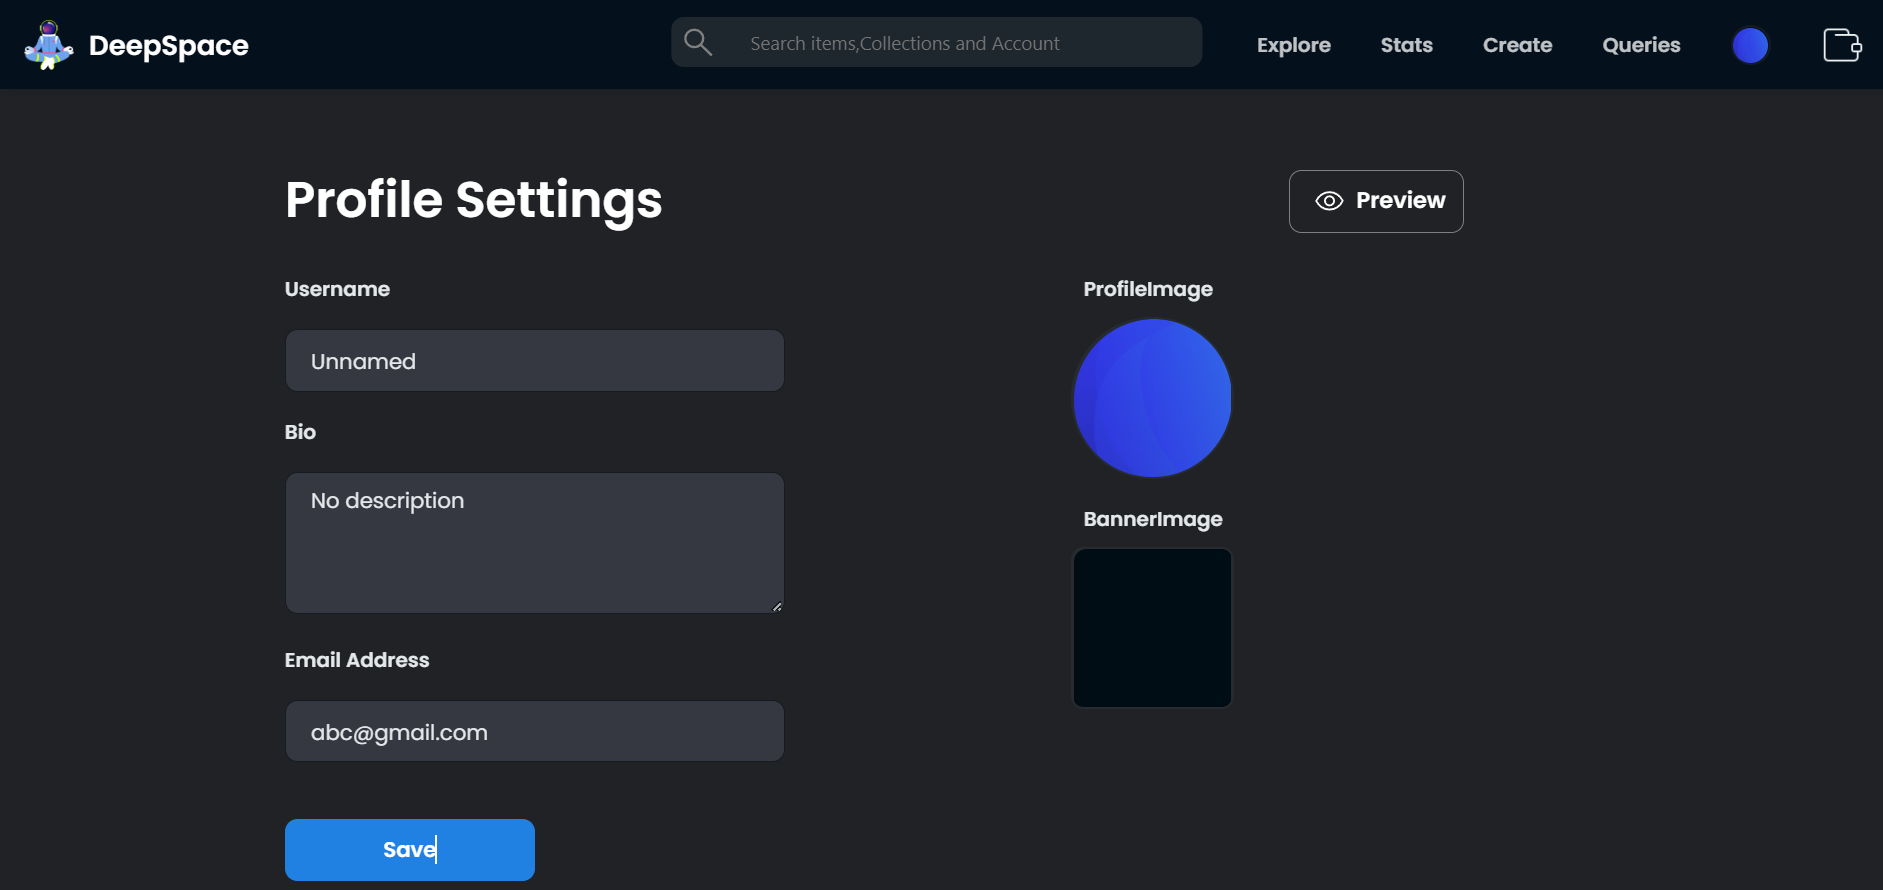 DeepSpace
Search items,Collections and Account
Explore
Stats
Create
Queries
Profile Settings
Preview
Username
ProfileImage
Unnamed
Bio
No description
BannerImage
Email Address
abc@gmail.com
Save